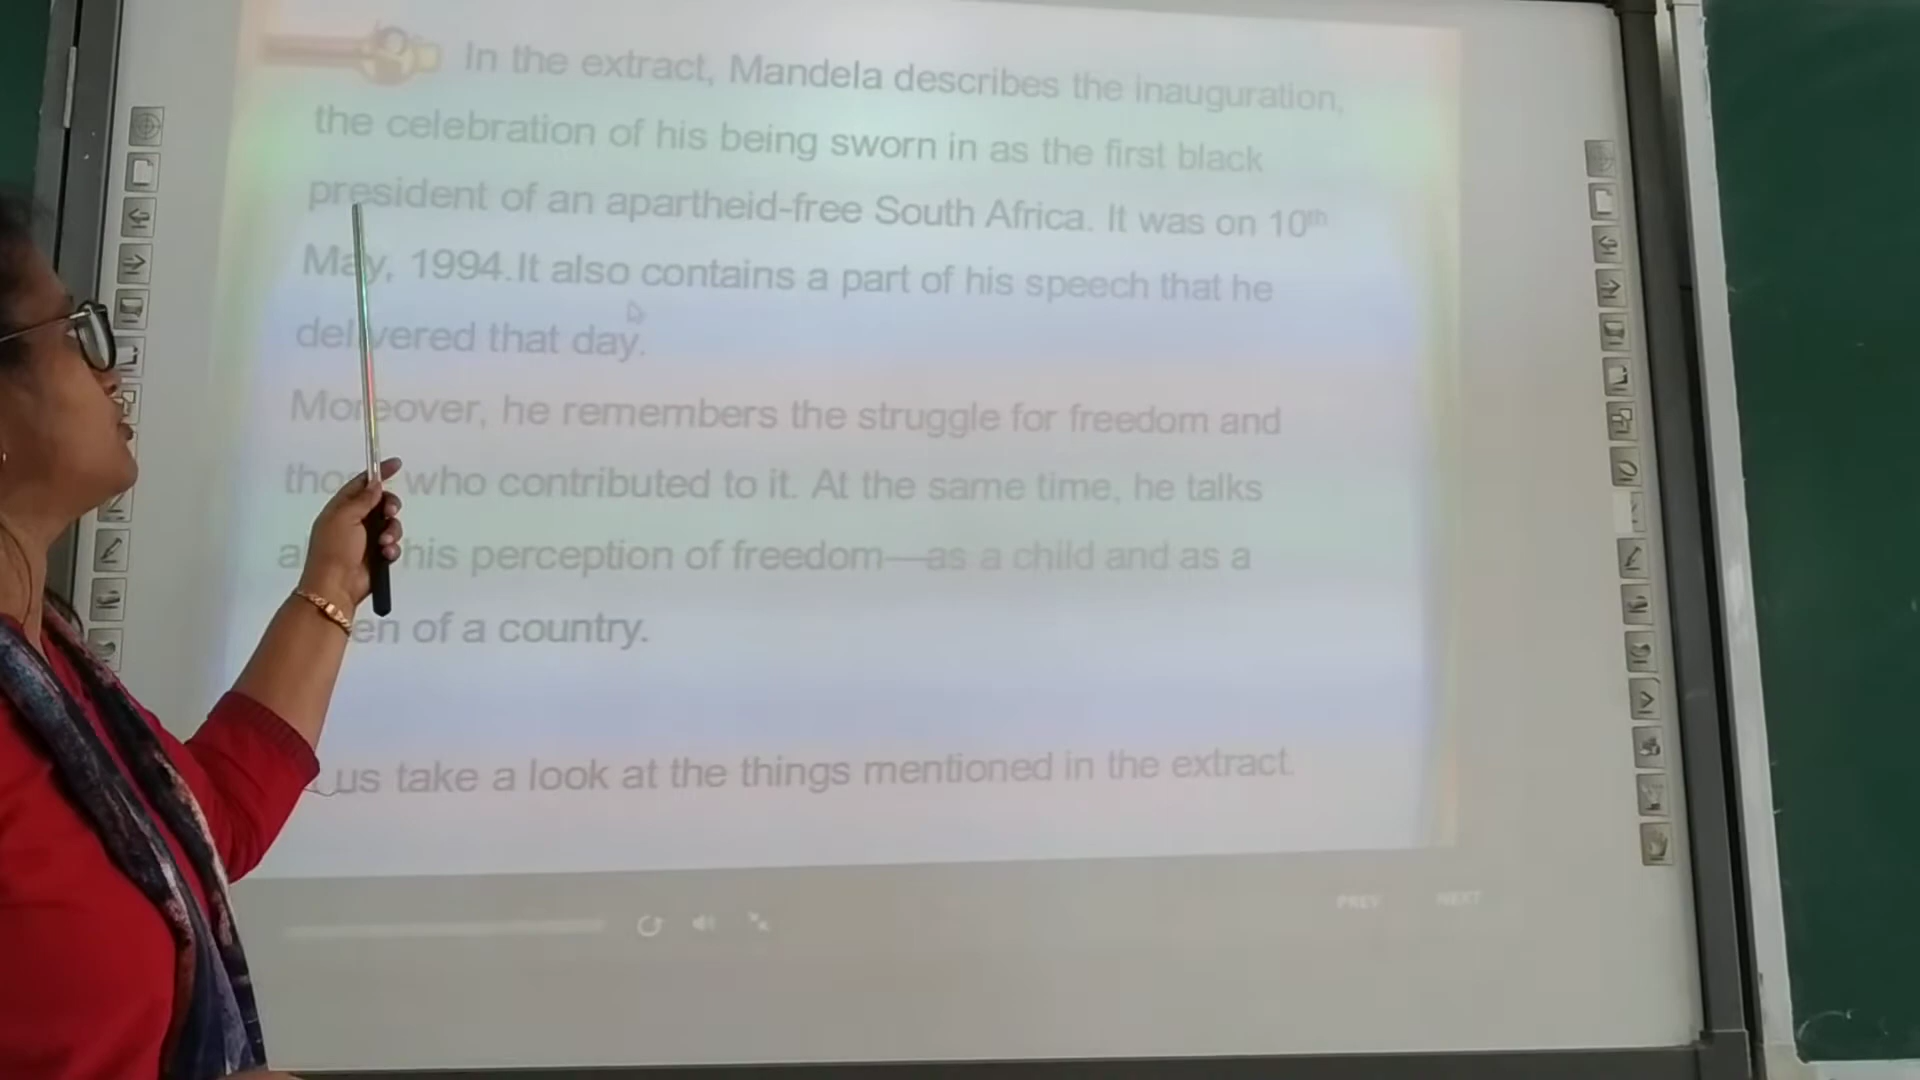 In the extract, Mandela describes the inauguration,
the celebration of his being sworn in as the first black
president of an apartheid-free South Africa. It was on 10th
May, 1994.It also contains a part of his speech that he
delivered that day.
Moreover, he remembers the struggle for freedom and
who contributed to it. At the same time, he talks
his perception of freedom—as a child and as a
en of a country.
us take a look at the things mentioned in the extract.
PREV NEXT